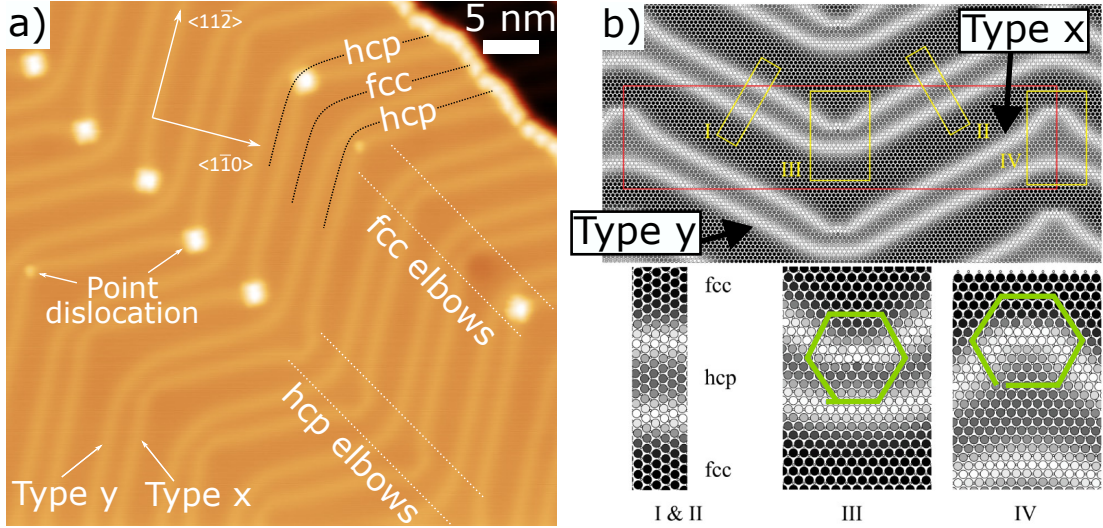 a)
<112̅>
<11̅0>
5 nm
hcp
fcc
hcp
fcc elbows
Point
dislocation
hcp elbows
Type y
Type x
b)
Type x
I
II
III
IV
Type y
fcc
hcp
fcc
I & II
III
IV